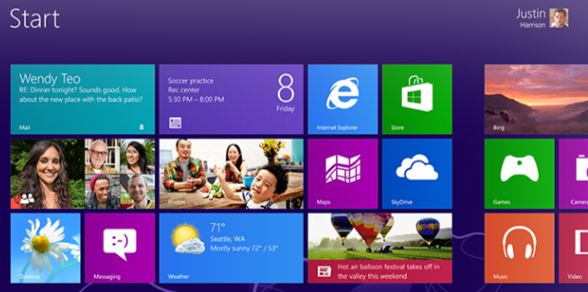 Start
Justin
Harrison
Wendy Teo
RE: Dinner tonight? Sounds good. How
about the new place with the back patio?
Mail
8
Soccer practice
Rec center
5:30 PM – 8:00 PM
8
Friday
Internet Explorer
Store
Bing
Photos
Maps
SkyDrive
Games
Camera
Desktop
Messaging
71°
Seattle, WA
Mostly sunny 72° / 53°
Weather
Hot air balloon festival takes off in
the valley this weekend
Music
Video